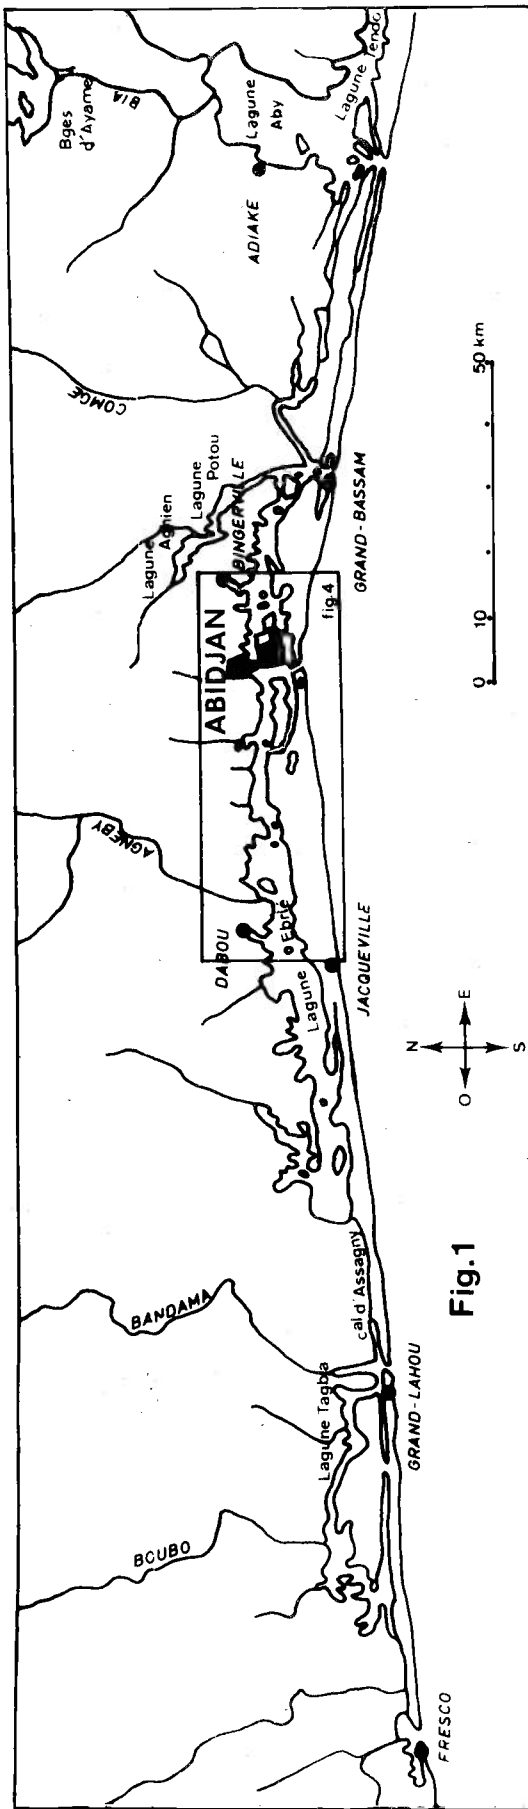 Bges
d'Ayame
BIA
Lagune
Aby
Lagune Tendo
ADIAKE
COMOE
Lagune
Potou
Lagune
Aghien
BINGERVILLE
GRAND-BASSAM
ABIDJAN
fig.4
0 10 50 km
AGNEBY
DABOU
Ebrié
Lagune
JACQUEVILLE
N
O E
S
Fig.1
BANDAMA
cal d'Assagny
Lagune Tagba
GRAND-LAHOU
BOUBO
FRESCO